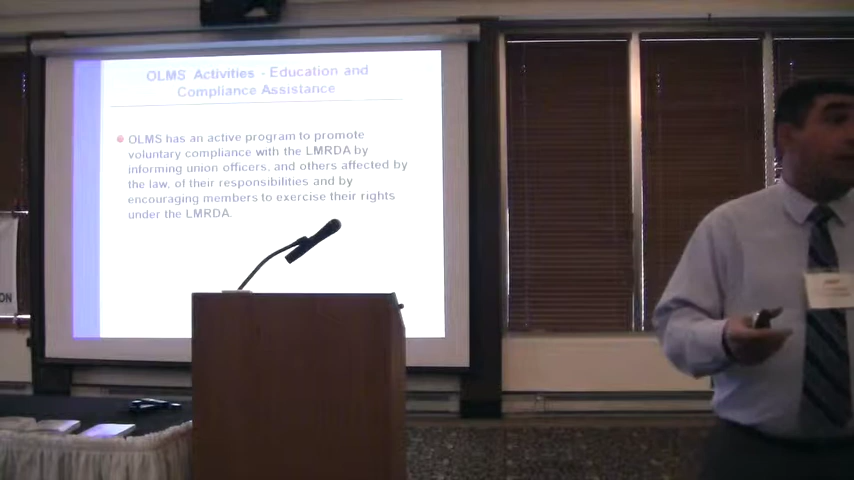 OLMS Activities - Education and
Compliance Assistance
OLMS has an active program to promote
voluntary compliance with the LMRDA by
informing union officers, and others affected by
the law, of their responsibilities and by
encouraging members to exercise their rights
under the LMRDA.
ON